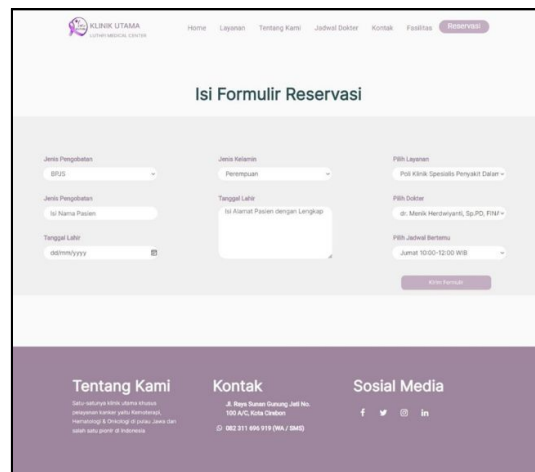 KLINIK UTAMA
LUTHFI MEDICAL CENTER
Home Layanan Tentang Kami Jadwal Dokter Kontak Fasilitas Reservasi
Isi Formulir Reservasi
Jenis Pengobatan
BPJS
Jenis Pengobatan
Isi Nama Pasien
Tanggal Lahir
dd/mm/yyyy
Jenis Kelamin
Perempuan
Tanggal Lahir
Isi Alamat Pasien dengan Lengkap
Pilih Layanan
Poli Klinik Spesialis Penyakit Dalam
Pilih Dokter
dr. Menik Herdwiyanti, Sp.PD, FINA
Pilih Jadwal Bertemu
Jumat 10:00-12:00 WIB
Kirim Formulir
Tentang Kami
Satu-satunya klinik utama khusus
pelayanan kanker yaitu Kemoterapi,
Hematologi & Onkologi di pulau Jawa dan
salah satu pionir di Indonesia
Kontak
Jl. Raya Sunan Gunung Jati No.
100 A/C, Kota Cirebon
082 311 696 919 (WA / SMS)
Sosial Media